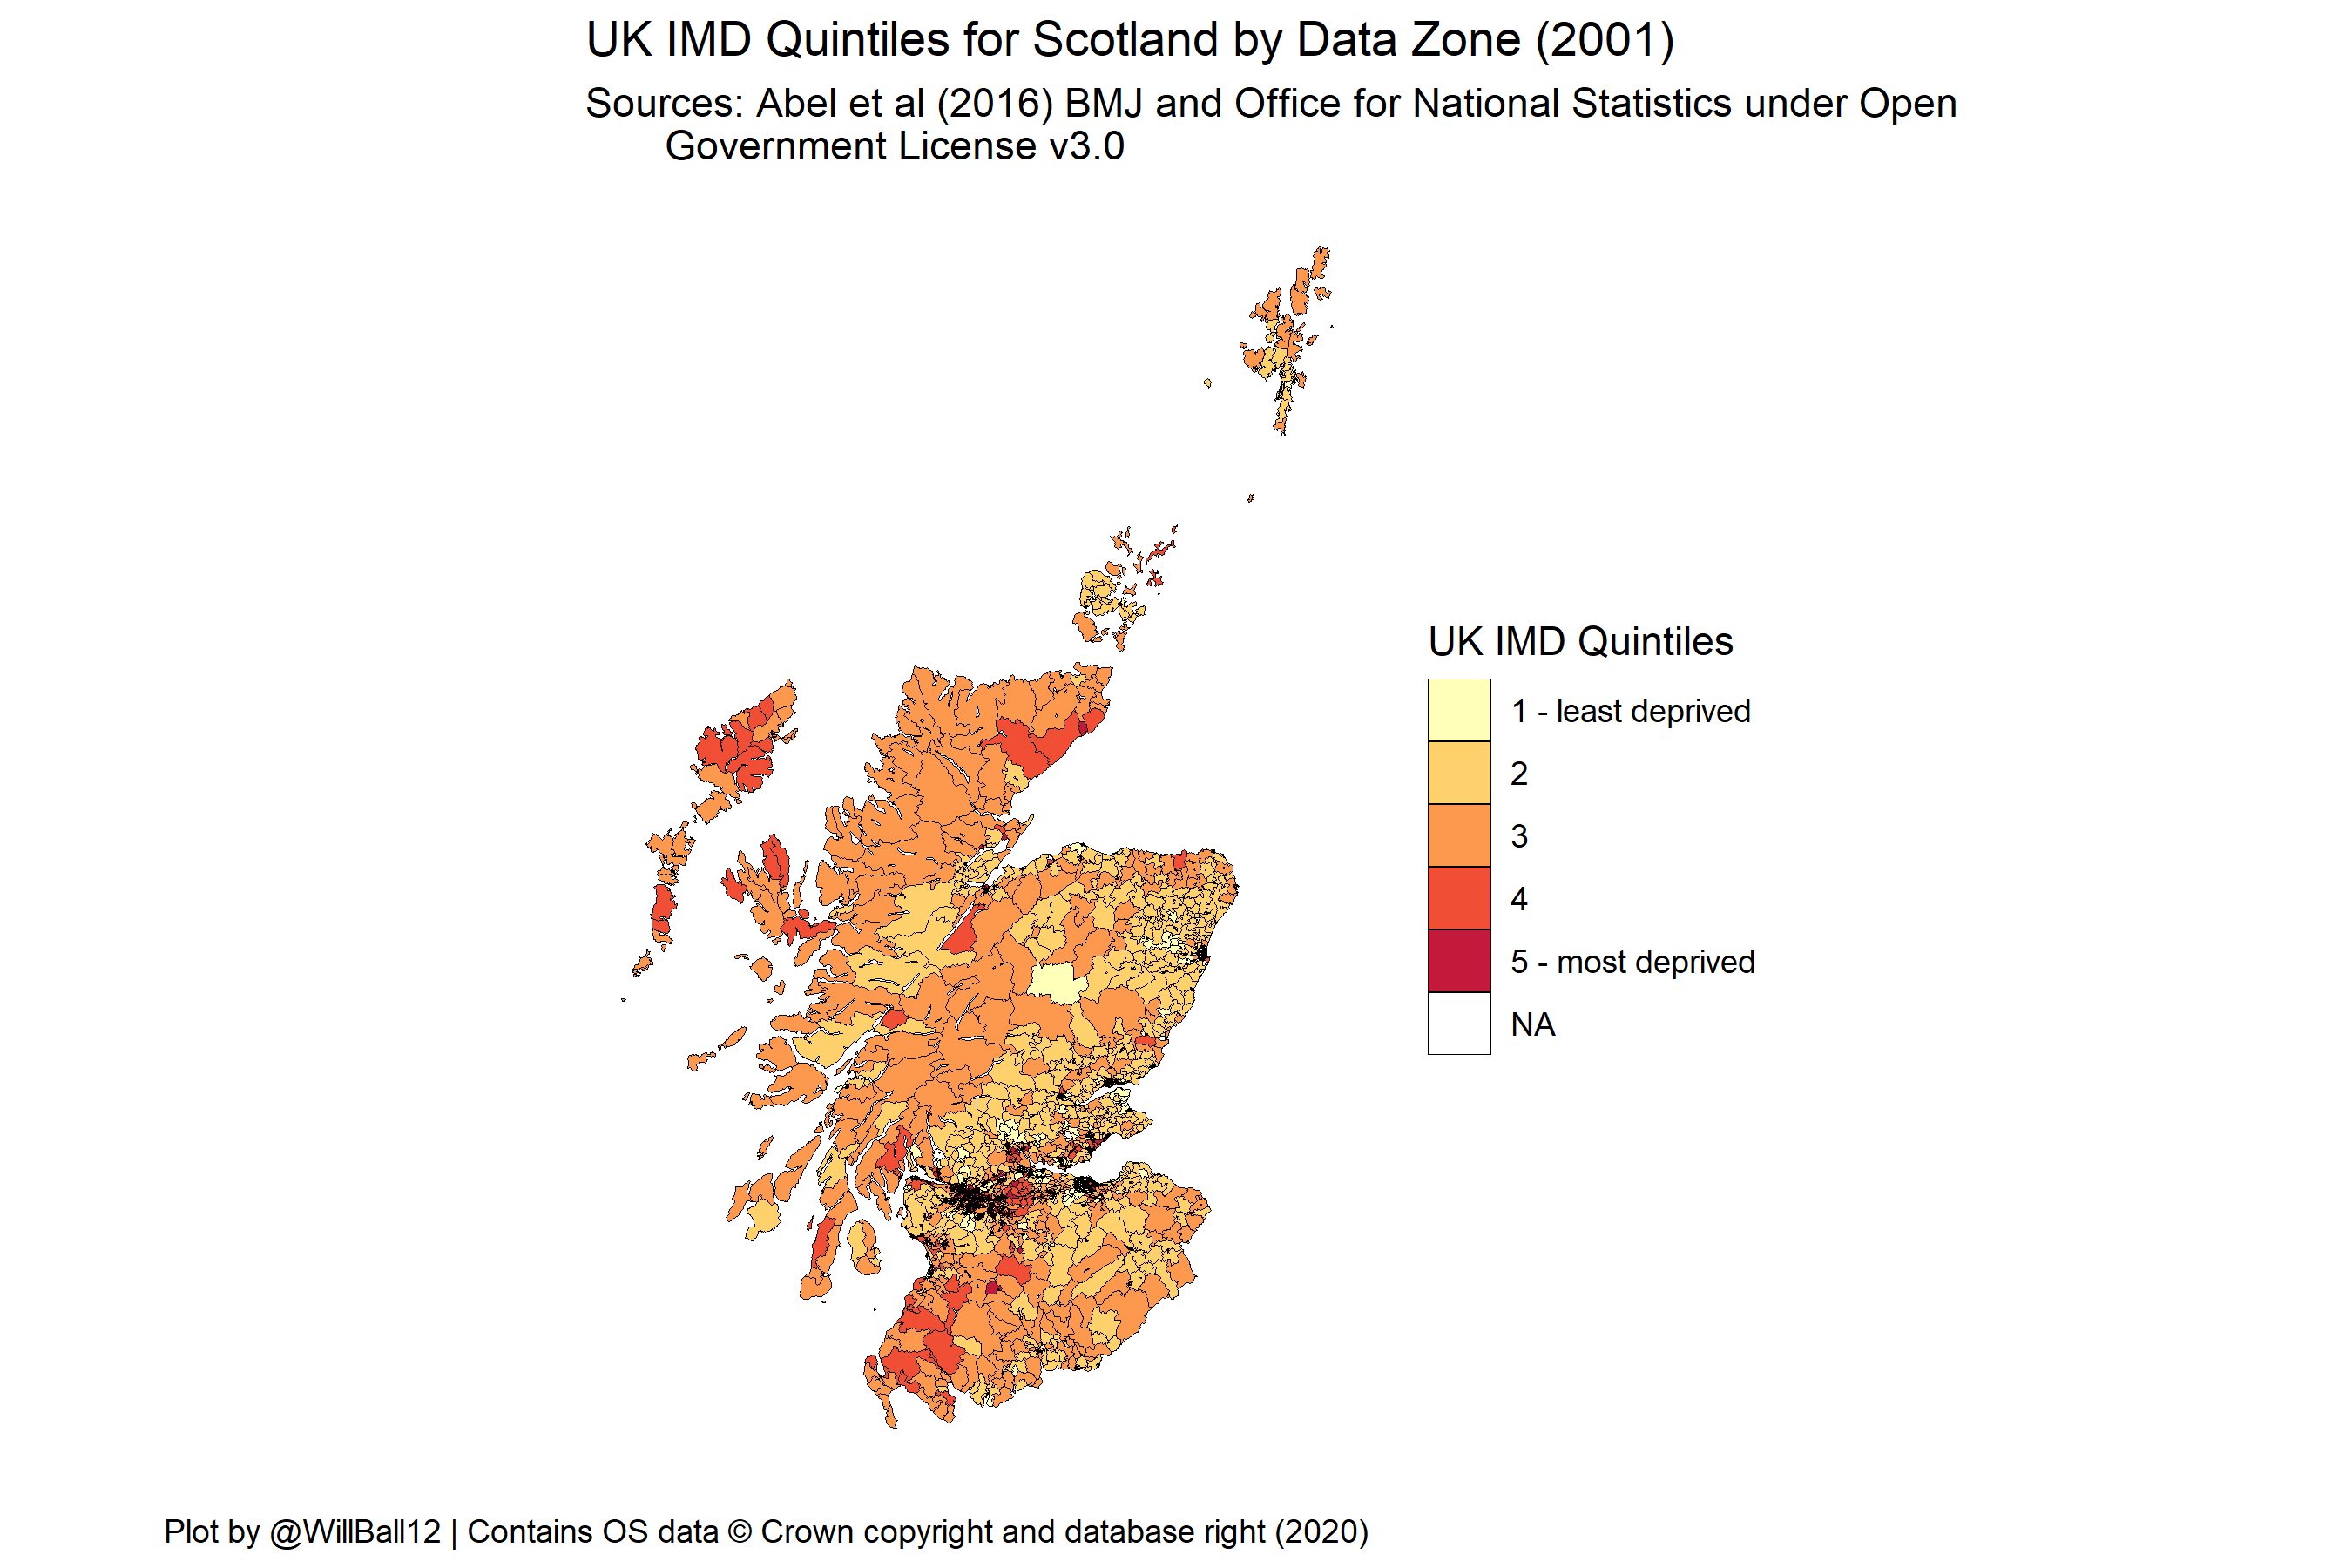 UK IMD Quintiles for Scotland by Data Zone (2001)
Sources: Abel et al (2016) BMJ and Office for National Statistics under Open
Government License v3.0
UK IMD Quintiles
1 - least deprived
2
3
4
5 - most deprived
NA
Plot by @WillBall12 | Contains OS data © Crown copyright and database right (2020)